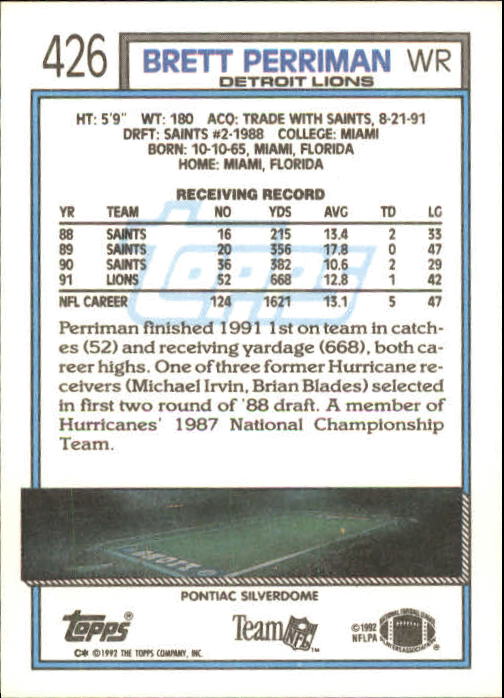 426 BRETT PERRIMAN WR
DETROIT LIONS
HT: 5'9" WT: 180 ACQ: TRADE WITH SAINTS, 8-21-91
DRFT: SAINTS #2-1988 COLLEGE: MIAMI
BORN: 10-10-65, MIAMI, FLORIDA
HOME: MIAMI, FLORIDA
RECEIVING RECORD
YR TEAM NO YDS AVG TD LG
88 SAINTS 16 215 13.4 2 33
89 SAINTS 20 356 17.8 0 47
90 SAINTS 36 382 10.6 2 29
91 LIONS 52 668 12.8 1 42
NFL CAREER 124 1621 13.1 5 47
topps
Perriman finished 1991 1st on team in catch-
es (52) and receiving yardage (668), both ca-
reer highs. One of three former Hurricane re-
ceivers (Michael Irvin, Brian Blades) selected
in first two round of '88 draft. A member of
Hurricanes' 1987 National Championship
Team.
PONTIAC SILVERDOME
topps®
Team NFL™
©1992
NFLPA
C* ©1992 THE TOPPS COMPANY, INC.